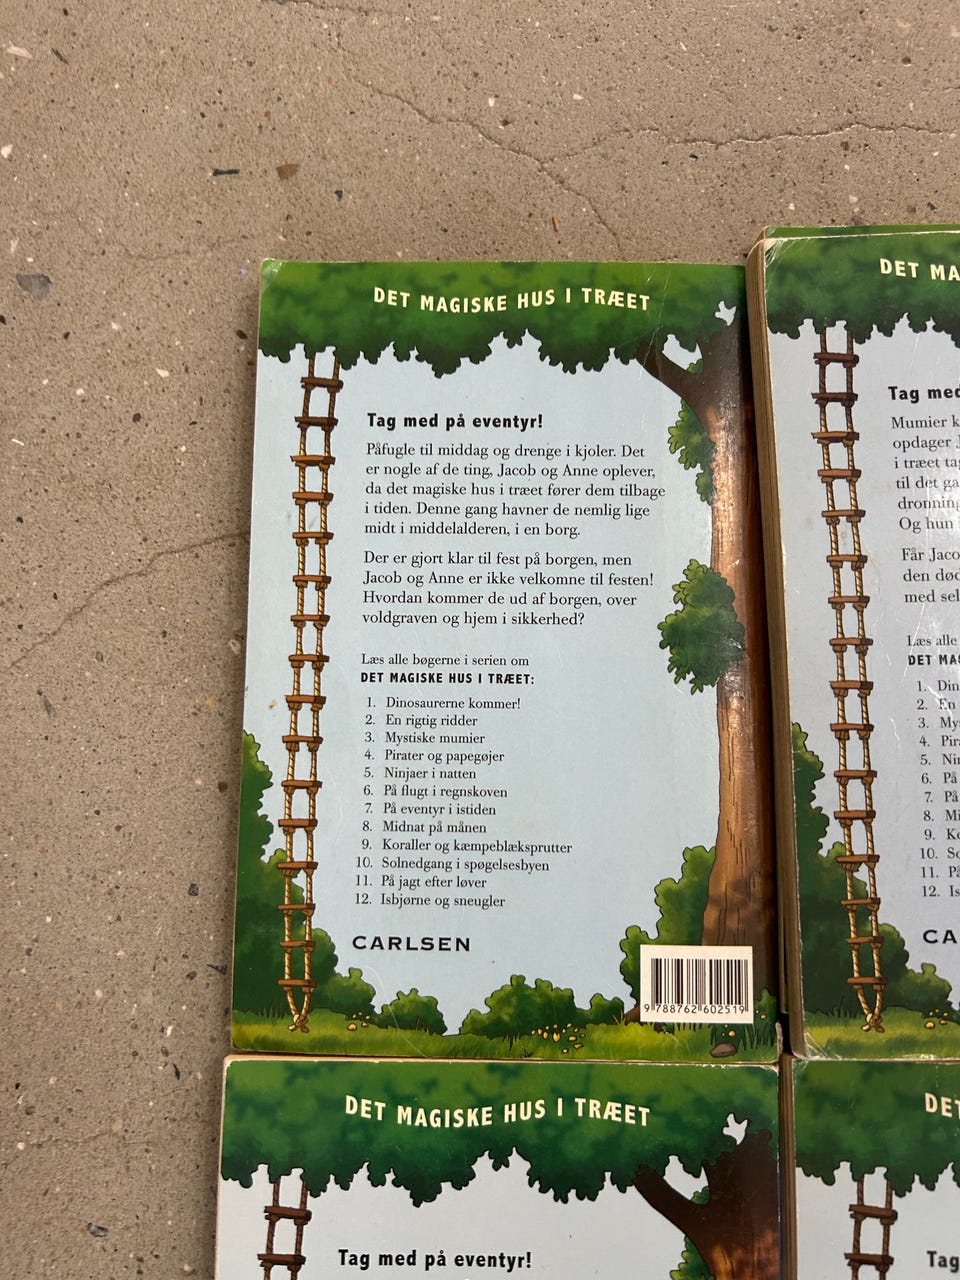 DET MAGISKE HUS I TRÆET
Tag med på eventyr!
Påfugle til middag og drenge i kjoler. Det
er nogle af de ting, Jacob og Anne oplever,
da det magiske hus i træet fører dem tilbage
i tiden. Denne gang havner de nemlig lige
midt i middelalderen, i en borg.
Der er gjort klar til fest på borgen, men
Jacob og Anne er ikke velkomne til festen!
Hvordan kommer de ud af borgen, over
voldgraven og hjem i sikkerhed?
Læs alle bøgerne i serien om
DET MAGISKE HUS I TRÆET:
1. Dinosaurerne kommer!
2. En rigtig ridder
3. Mystiske mumier
4. Pirater og papegøjer
5. Ninjaer i natten
6. På flugt i regnskoven
7. På eventyr i istiden
8. Midnat på månen
9. Koraller og kæmpeblæksprutter
10. Solnedgang i spøgelsesbyen
11. På jagt efter løver
12. Isbjørne og sneugler
CARLSEN
9 788762 602519
DET MA
Tag med
Mumier k
opdager J
i træet tag
til det ga
dronning
Og hun
Får Jaco
den død
med sel
Læs alle
DET MA
1. Din
2. En
3. Mys
4. Pira
5. Nin
6. På
7. På
8. Mi
9. Ko
10. So
11. På
12. Is
CA
DET MAGISKE HUS I TRÆET
Tag med på eventyr!
DET
Tag